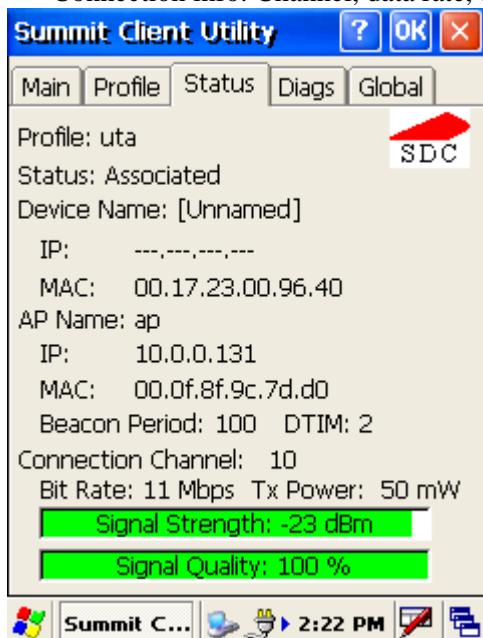 Summit Client Utility ? OK X
Main Profile Status Diags Global
Profile: uta
SDC
Status: Associated
Device Name: [Unnamed]
IP: ---.---.---.---
MAC: 00.17.23.00.96.40
AP Name: ap
IP: 10.0.0.131
MAC: 00.0f.8f.9c.7d.d0
Beacon Period: 100 DTIM: 2
Connection Channel: 10
Bit Rate: 11 Mbps Tx Power: 50 mW
Signal Strength: -23 dBm
Signal Quality: 100 %
Summit C... 2:22 PM